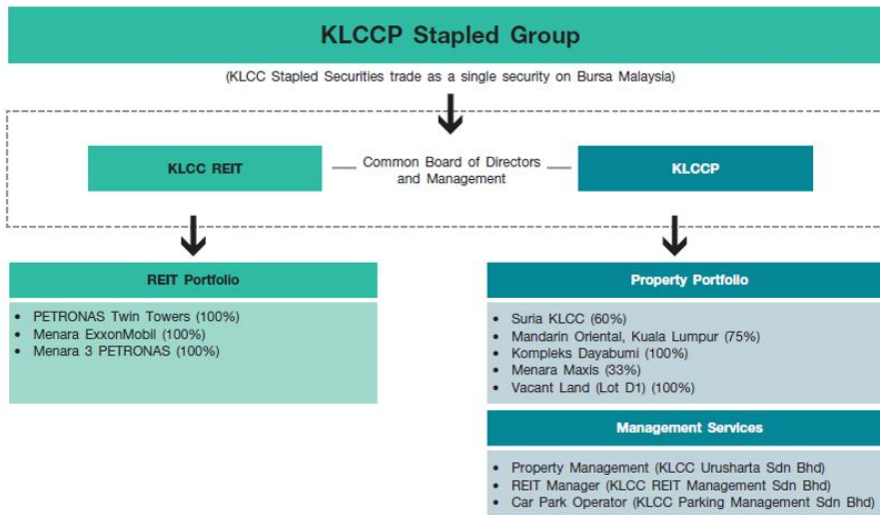 KLCCP Stapled Group
(KLCC Stapled Securities trade as a single security on Bursa Malaysia)
KLCC REIT
Common Board of Directors
and Management
KLCCP
REIT Portfolio
• PETRONAS Twin Towers (100%)
• Menara ExxonMobil (100%)
• Menara 3 PETRONAS (100%)
Property Portfolio
• Suria KLCC (60%)
• Mandarin Oriental, Kuala Lumpur (75%)
• Kompleks Dayabumi (100%)
• Menara Maxis (33%)
• Vacant Land (Lot D1) (100%)
Management Services
• Property Management (KLCC Urusharta Sdn Bhd)
• REIT Manager (KLCC REIT Management Sdn Bhd)
• Car Park Operator (KLCC Parking Management Sdn Bhd)